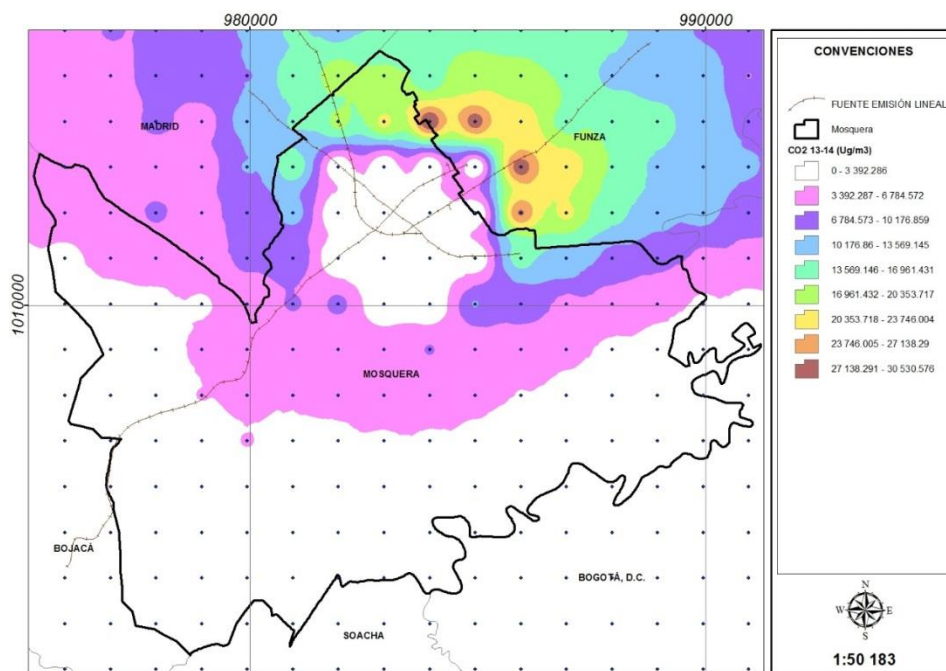 980000
990000
1010000
MADRID
FUNZA
MOSQUERA
BOJACÁ
BOGOTÁ, D.C.
SOACHA
CONVENCIONES
FUENTE EMISIÓN LINEAL
Mosquera
CO2 13-14 (Ug/m3)
0 - 3 392.286
3 392.287 - 6 784.572
6 784.573 - 10 176.859
10 176.86 - 13 569.145
13 569.146 - 16 961.431
16 961.432 - 20 353.717
20 353.718 - 23 746.004
23 746.005 - 27 138.29
27 138.291 - 30 530.576
N
W E
S
1:50 183